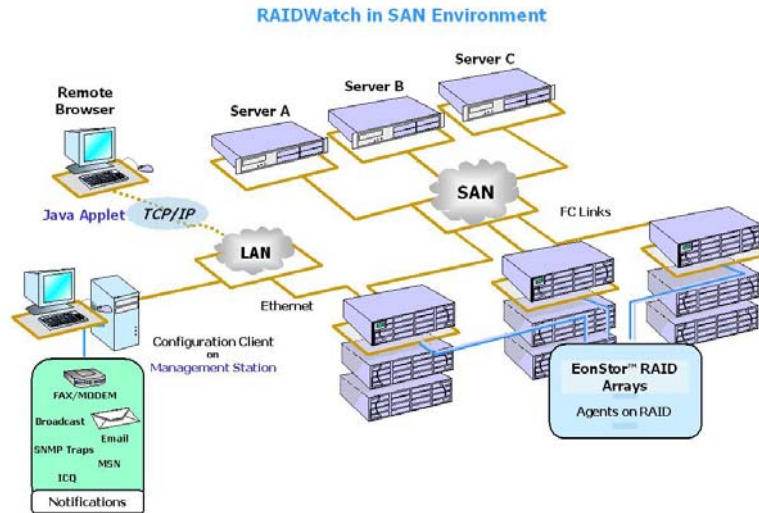 RAIDWatch in SAN Environment
Server C
Remote
Browser
Server B
Server A
SAN
Java Applet
TCP/IP
FC Links
LAN
Ethernet
Configuration Client
on
Management Station
EonStor™ RAID
Arrays
Agents on RAID
FAX/MODEM
Broadcast
Email
SNMP Traps
MSN
ICQ
Notifications